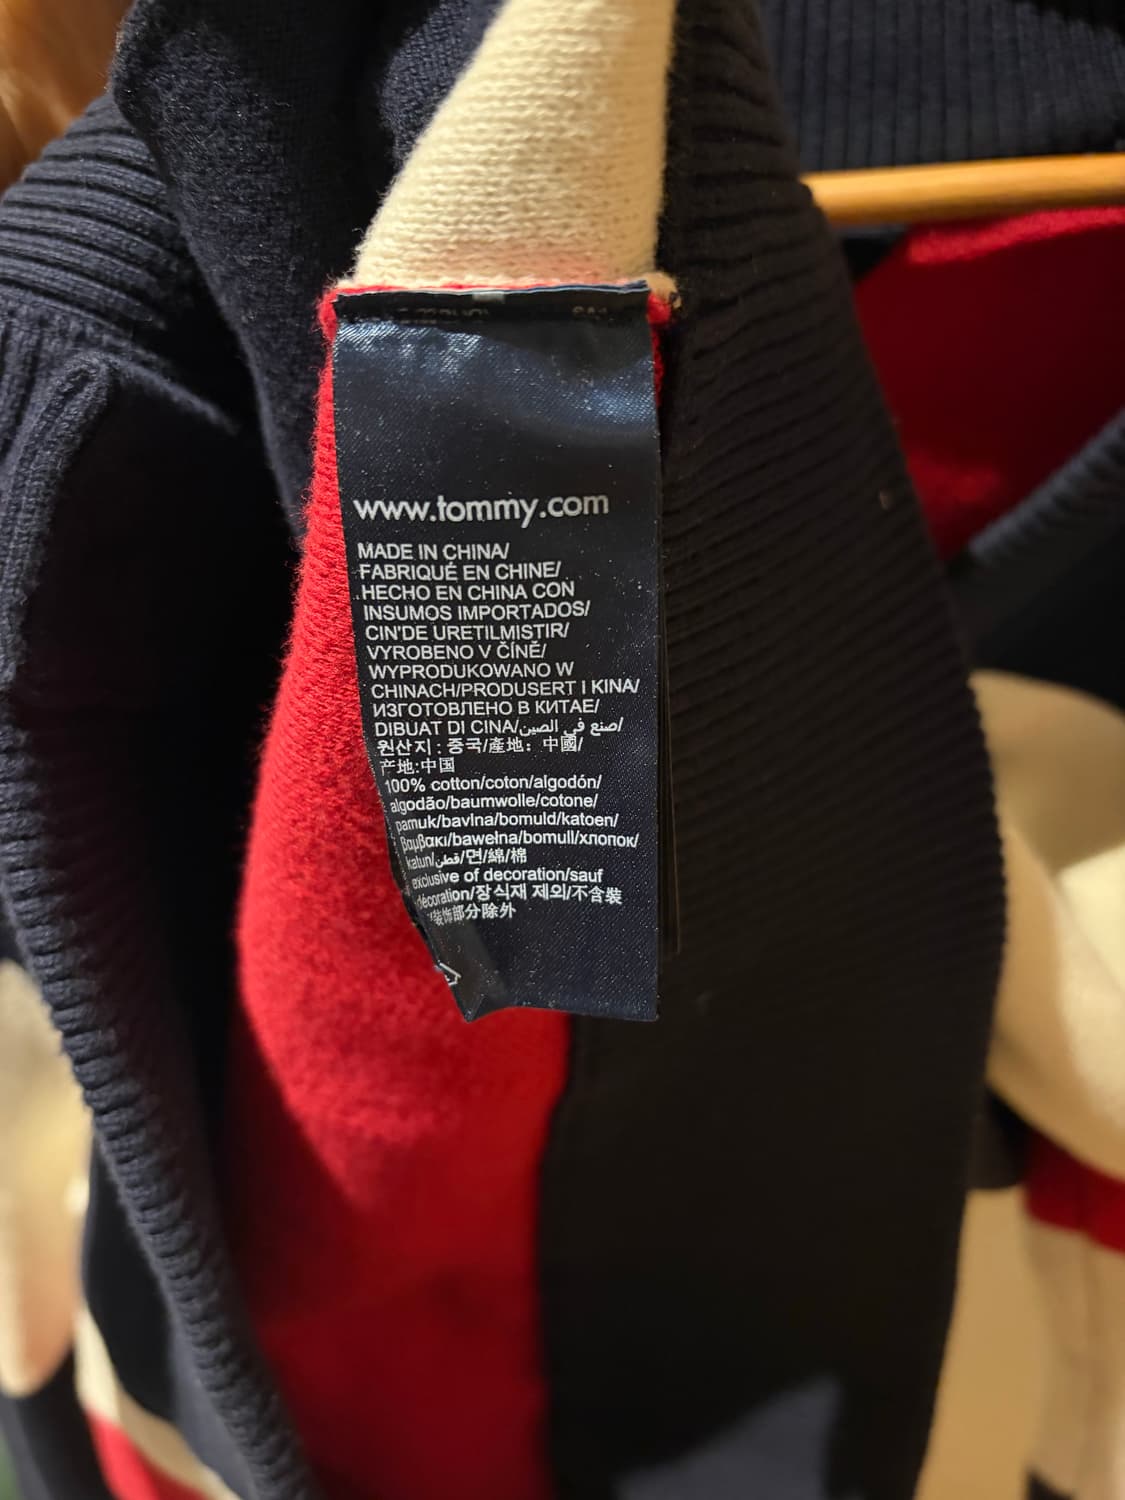 www.tommy.com
MADE IN CHINA/
FABRIQUÉ EN CHINE/
HECHO EN CHINA CON
INSUMOS IMPORTADOS/
CIN'DE URETILMISTIR/
VYROBENO V ČÍNĚ/
WYPRODUKOWANO W
CHINACH/PRODUSERT I KINA/
ИЗГОТОВЛЕНО В КИТАЕ/
DIBUAT DI CINA/صنع في الصين/
원산지 : 중국/產地：中國/
产地:中国
100% cotton/coton/algodón/
algodão/baumwolle/cotone/
pamuk/bavlna/bomuld/katoen/
βαμβακι/bawełna/bomull/хлопок/
katun/قطن/면/綿/棉
exclusive of decoration/sauf
décoration/장식재 제외/不含裝
/装饰部分除外